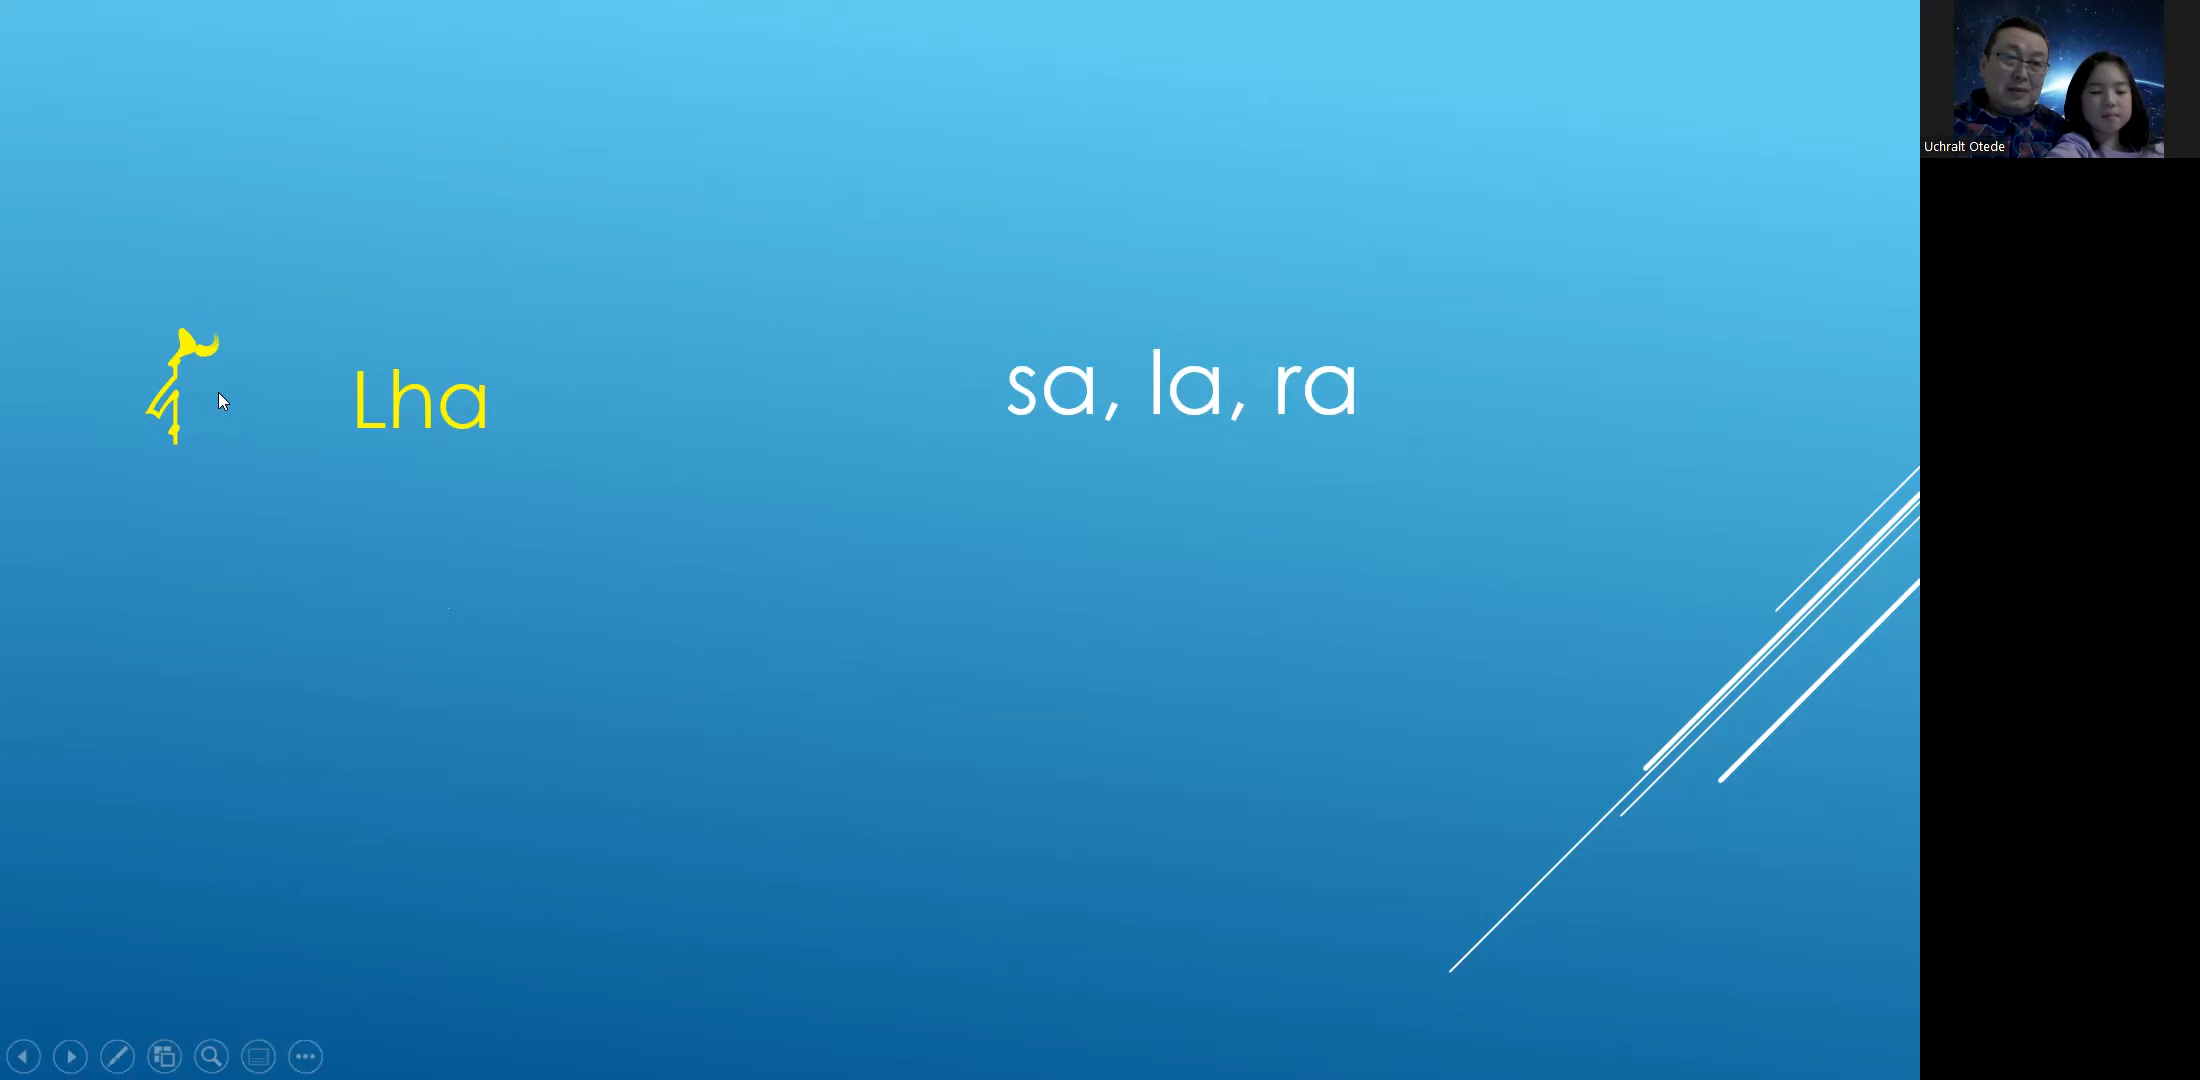 ᡀ Lha
sa, la, ra
Uchralt Otede